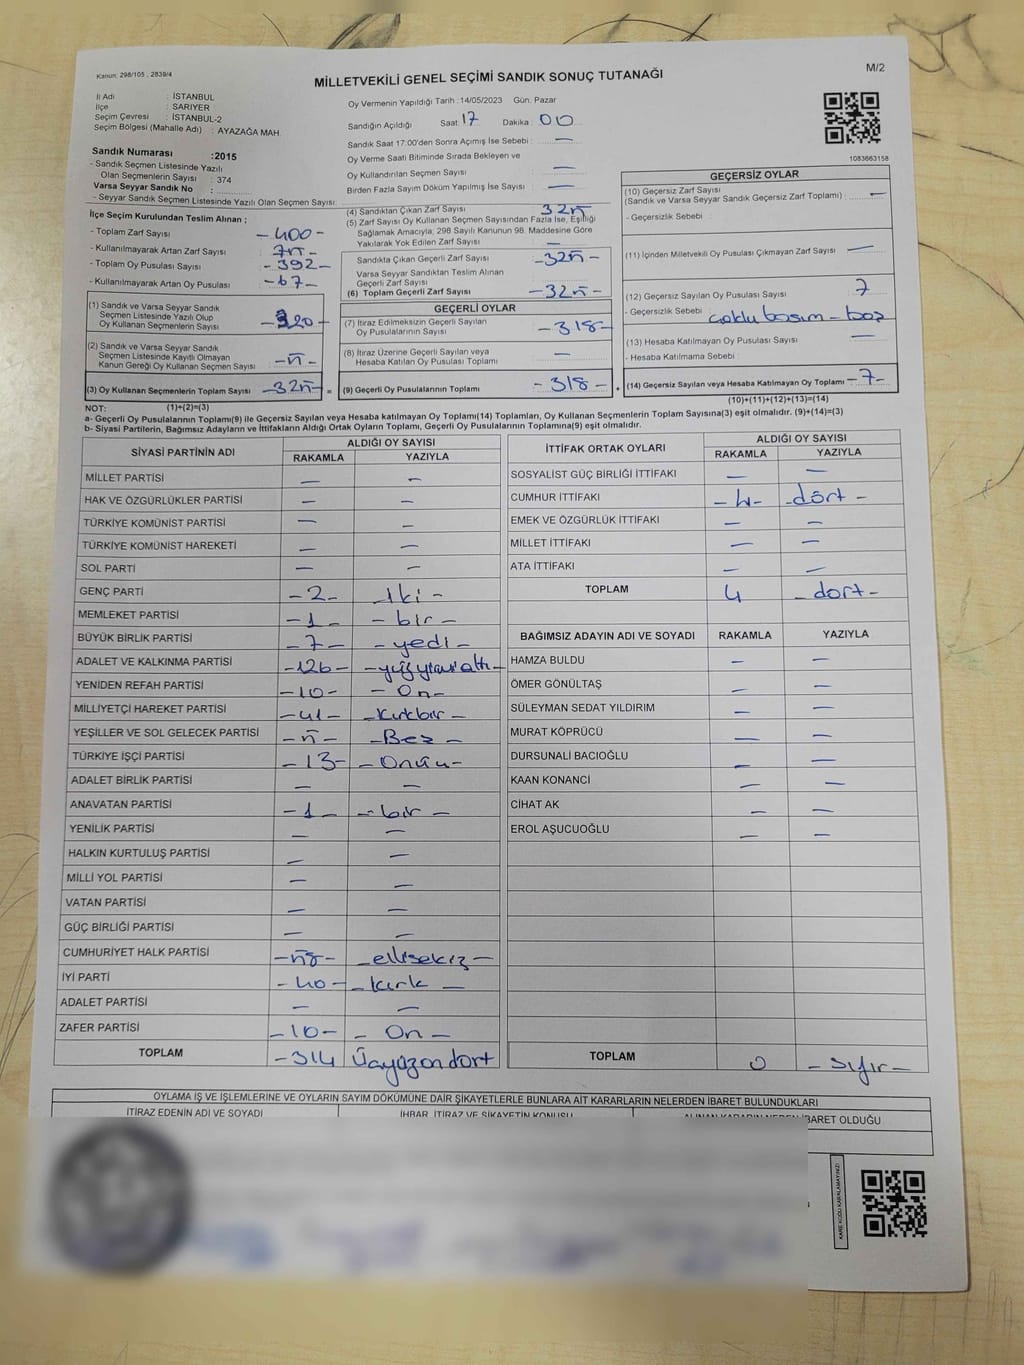 Kanun: 298/105 , 2839/4
MİLLETVEKİLİ GENEL SEÇİMİ SANDIK SONUÇ TUTANAĞI
M/2
İl Adı : İSTANBUL
İlçe : SARIYER
Seçim Çevresi : İSTANBUL-2
Seçim Bölgesi (Mahalle Adı) : AYAZAĞA MAH.
Sandık Numarası :2015
- Sandık Seçmen Listesinde Yazılı
Olan Seçmenlerin Sayısı : 374
Varsa Seyyar Sandık No :
- Seyyar Sandık Seçmen Listesinde Yazılı Olan Seçmen Sayısı:
Oy Vermenin Yapıldığı Tarih :14/05/2023 Gün: Pazar
Sandığın Açıldığı Saat: 17 Dakika : 00
Sandık Saat 17:00'den Sonra Açımış İse Sebebi : —
Oy Verme Saati Bitiminde Sırada Bekleyen ve
Oy Kullandırılan Seçmen Sayısı —
Birden Fazla Sayım Döküm Yapılmış İse Sayısı —
1083663158
İlçe Seçim Kurulundan Teslim Alınan ;
- Toplam Zarf Sayısı -400-
- Kullanılmayarak Artan Zarf Sayısı
- Toplam Oy Pusulası Sayısı -392-
- Kullanılmayarak Artan Oy Pusulası -67-
(1) Sandık ve Varsa Seyyar Sandık
Seçmen Listesinde Yazılı Olup
Oy Kullanan Seçmenlerin Sayısı -320-
(2) Sandık ve Varsa Seyyar Sandık
Seçmen Listesinde Kayıtlı Olmayan
Kanun Gereği Oy Kullanan Seçmen Sayısı -5-
(3) Oy Kullanan Seçmenlerin Toplam Sayısı -325- =
(4) Sandıktan Çıkan Zarf Sayısı 325
(5) Zarf Sayısı Oy Kullanan Seçmen Sayısından Fazla İse, Eşitliği
Sağlamak Amacıyla, 298 Sayılı Kanunun 98. Maddesine Göre
Yakılarak Yok Edilen Zarf Sayısı —
Sandıkta Çıkan Geçerli Zarf Sayısı -325-
Varsa Seyyar Sandıktan Teslim Alınan
Geçerli Zarf Sayısı
(6) Toplam Geçerli Zarf Sayısı -325-
GEÇERLİ OYLAR
(7) İtiraz Edilmeksizin Geçerli Sayılan
Oy Pusulalarının Sayısı -318-
(8) İtiraz Üzerine Geçerli Sayılan veya
Hesaba Katılan Oy Pusulası Toplamı —
(9) Geçerli Oy Pusulalarının Toplamı -318- +
GEÇERSİZ OYLAR
(10) Geçersiz Zarf Sayısı
(Sandık ve Varsa Seyyar Sandık Geçersiz Zarf Toplamı) : —
- Geçersizlik Sebebi :
(11) İçinden Milletvekili Oy Pusulası Çıkmayan Zarf Sayısı —
(12) Geçersiz Sayılan Oy Pusulası Sayısı 7
- Geçersizlik Sebebi : çoklu basım - boş
(13) Hesaba Katılmayan Oy Pusulası Sayısı —
- Hesaba Katılmama Sebebi :
(14) Geçersiz Sayılan veya Hesaba Katılmayan Oy Toplamı -7-
NOT: (1)+(2)=(3)
(10)+(11)+(12)+(13)=(14)
a- Geçerli Oy Pusulalarının Toplamı(9) ile Geçersiz Sayılan veya Hesaba katılmayan Oy Toplamı(14) Toplamları, Oy Kullanan Seçmenlerin Toplam Sayısına(3) eşit olmalıdır. (9)+(14)=(3)
b- Siyasi Partilerin, Bağımsız Adayların ve İttifakların Aldığı Oyların Toplamı, Geçerli Oy Pusulalarının Toplamına(9) eşit olmalıdır.
SİYASİ PARTİNİN ADI ALDIĞI OY SAYISI
RAKAMLA YAZIYLA
MİLLET PARTİSİ — —
HAK VE ÖZGÜRLÜKLER PARTİSİ — —
TÜRKİYE KOMÜNİST PARTİSİ — —
TÜRKİYE KOMÜNİST HAREKETİ — —
SOL PARTİ — —
GENÇ PARTİ -2- iki -
MEMLEKET PARTİSİ -1- - bir -
BÜYÜK BİRLİK PARTİSİ -7- - yedi -
ADALET VE KALKINMA PARTİSİ -126- -yüzyirmialtı-
YENİDEN REFAH PARTİSİ -10- - On -
MİLLİYETÇİ HAREKET PARTİSİ -41- -Kırkbir -
YEŞİLLER VE SOL GELECEK PARTİSİ -5- -Beş -
TÜRKİYE İŞÇİ PARTİSİ -13- - Onüç -
ADALET BİRLİK PARTİSİ — —
ANAVATAN PARTİSİ -1- - bir -
YENİLİK PARTİSİ — —
HALKIN KURTULUŞ PARTİSİ — —
MİLLİ YOL PARTİSİ — —
VATAN PARTİSİ — —
GÜÇ BİRLİĞİ PARTİSİ — —
CUMHURİYET HALK PARTİSİ -58- -ellisekiz-
İYİ PARTİ -40- -kırk -
ADALET PARTİSİ — —
ZAFER PARTİSİ -10- - On -
TOPLAM -314 Üçyüzondört
İTTİFAK ORTAK OYLARI ALDIĞI OY SAYISI
RAKAMLA YAZIYLA
SOSYALİST GÜÇ BİRLİĞİ İTTİFAKI — —
CUMHUR İTTİFAKI -4- -dört -
EMEK VE ÖZGÜRLÜK İTTİFAKI — —
MİLLET İTTİFAKI — —
ATA İTTİFAKI — —
TOPLAM 4 - dört -
BAĞIMSIZ ADAYIN ADI VE SOYADI RAKAMLA YAZIYLA
HAMZA BULDU — —
ÖMER GÖNÜLTAŞ — —
SÜLEYMAN SEDAT YILDIRIM — —
MURAT KÖPRÜCÜ — —
DURSUNALİ BACIOĞLU — —
KAAN KONANCİ — —
CİHAT AK — —
EROL AŞUCUOĞLU — —
TOPLAM 0 - sıfır -
OYLAMA İŞ VE İŞLEMLERİNE VE OYLARIN SAYIM DÖKÜMÜNE DAİR ŞİKAYETLERLE BUNLARA AİT KARARLARIN NELERDEN İBARET BULUNDUKLARI
İTİRAZ EDENİN ADI VE SOYADI İHBAR, İTİRAZ VE ŞİKAYETİN KONUSU ALINAN KARARIN NEDEN İBARET OLDUĞU
KARE KODU KARALAMAYINIZ!